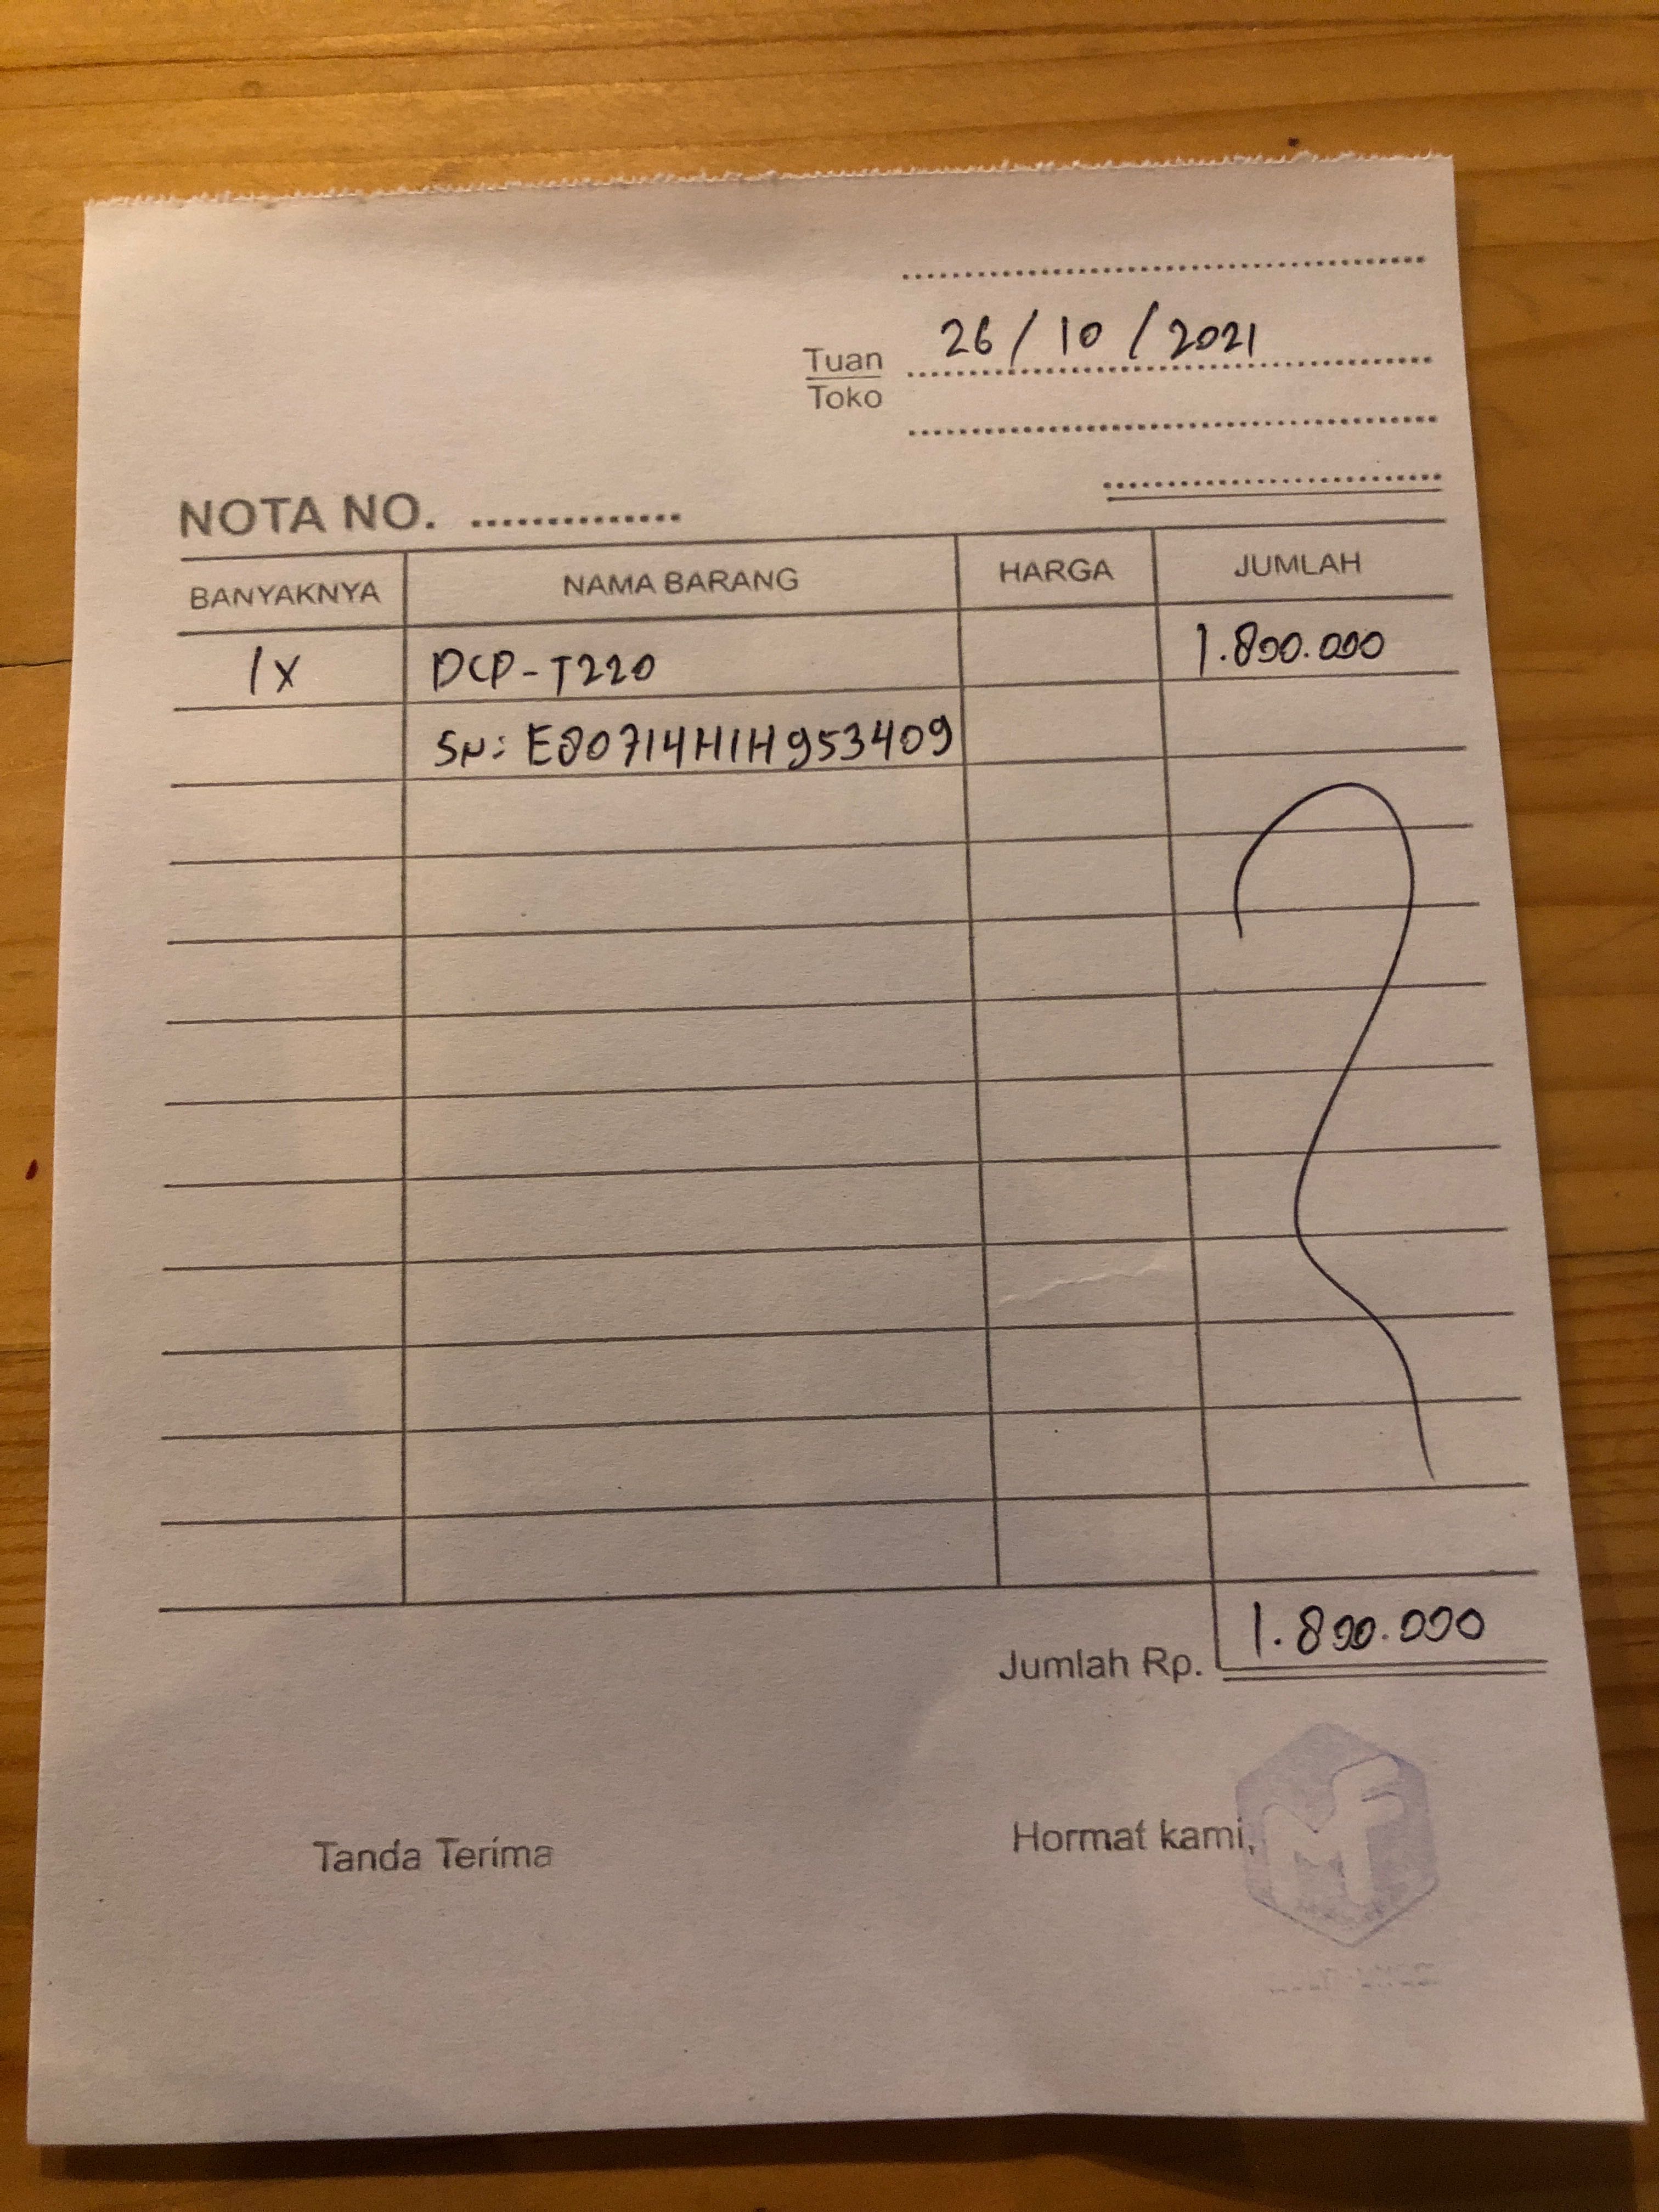 26/10/2021
Tuan
Toko
NOTA NO. ..............
BANYAKNYA NAMA BARANG HARGA JUMLAH
1x DCP-T220 1.800.000
SN: E80714H1H953409
Jumlah Rp. 1.800.000
Tanda Terima Hormat kami,